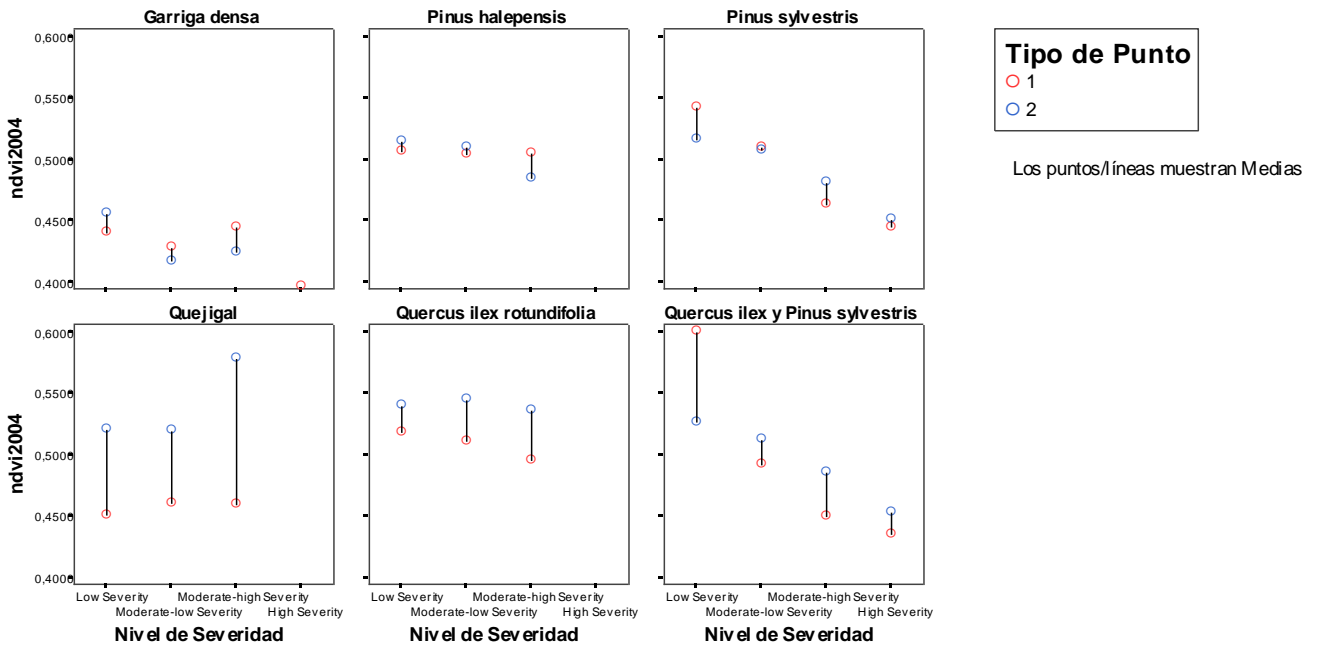 Garriga densa
Pinus halepensis
Pinus sylvestris
ndvi2004
0,6000
0,5500
0,5000
0,4500
0,4000
Tipo de Punto
1
2
Los puntos/líneas muestran Medias
Quejigal
Quercus ilex rotundifolia
Quercus ilex y Pinus sylvestris
ndvi2004
0,6000
0,5500
0,5000
0,4500
0,4000
Low Severity
Moderate-low Severity
Moderate-high Severity
High Severity
Low Severity
Moderate-low Severity
Moderate-high Severity
High Severity
Low Severity
Moderate-low Severity
Moderate-high Severity
High Severity
Nivel de Severidad
Nivel de Severidad
Nivel de Severidad